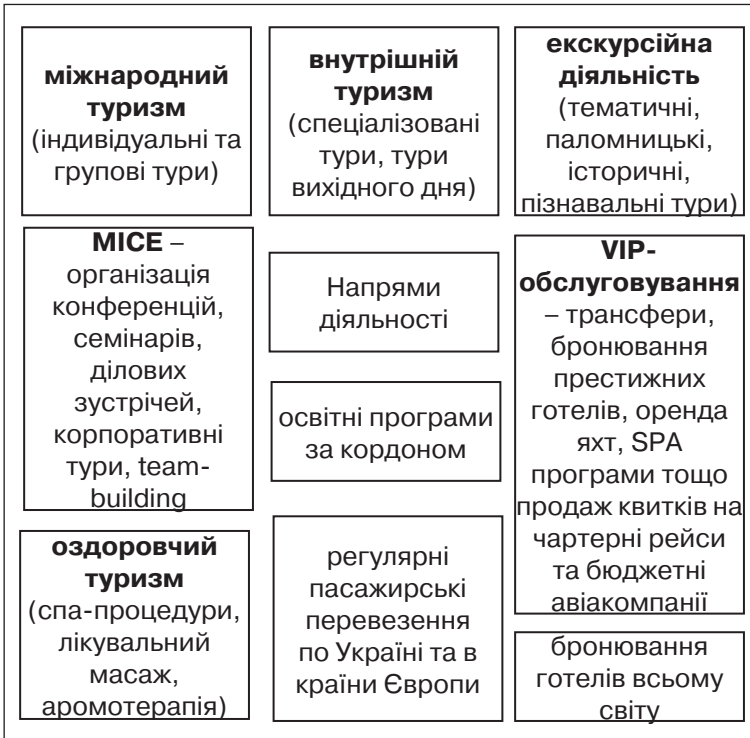 міжнародний
туризм
(індивідуальні та
групові тури)
внутрішній
туризм
(спеціалізовані
тури, тури
вихідного дня)
екскурсійна
діяльність
(тематичні,
паломницькі,
історичні,
пізнавальні тури)
MICE –
організація
конференцій,
семінарів,
ділових
зустрічей,
корпоративні
тури, team-
building
Напрями
діяльності
освітні програми
за кордоном
VIP-
обслуговування
– трансфери,
бронювання
престижних
готелів, оренда
яхт, SPA
програми тощо
продаж квитків на
чартерні рейси
та бюджетні
авіакомпанії
оздоровчий
туризм
(спа-процедури,
лікувальний
масаж,
аромотерапія)
регулярні
пасажирські
перевезення
по Україні та в
країни Європи
бронювання
готелів всьому
світу